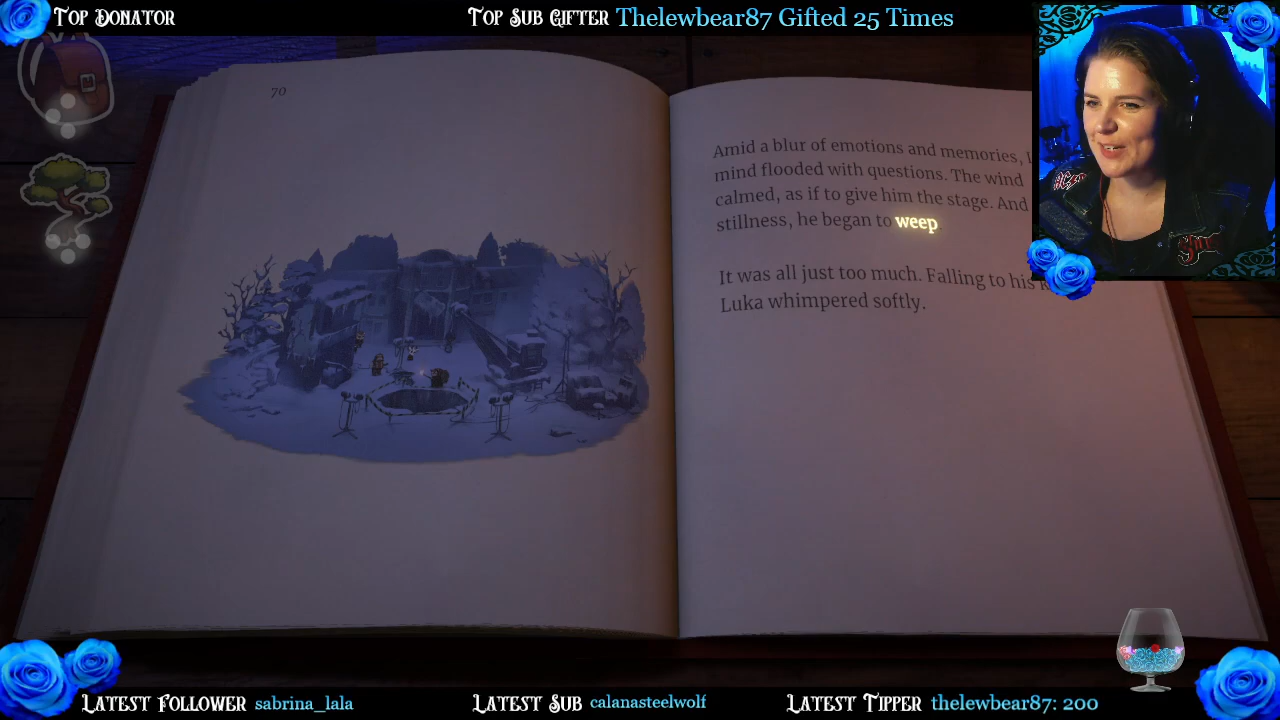 Top Donator
Top Sub Gifter Thelewbear87 Gifted 25 Times
70
Amid a blur of emotions and memories,
mind flooded with questions. The wind
calmed, as if to give him the stage. And
stillness, he began to weep
It was all just too much. Falling to his
Luka whimpered softly.
Latest Follower sabrina_lala
Latest Sub calanasteelwolf
Latest Tipper thelewbear87: 200